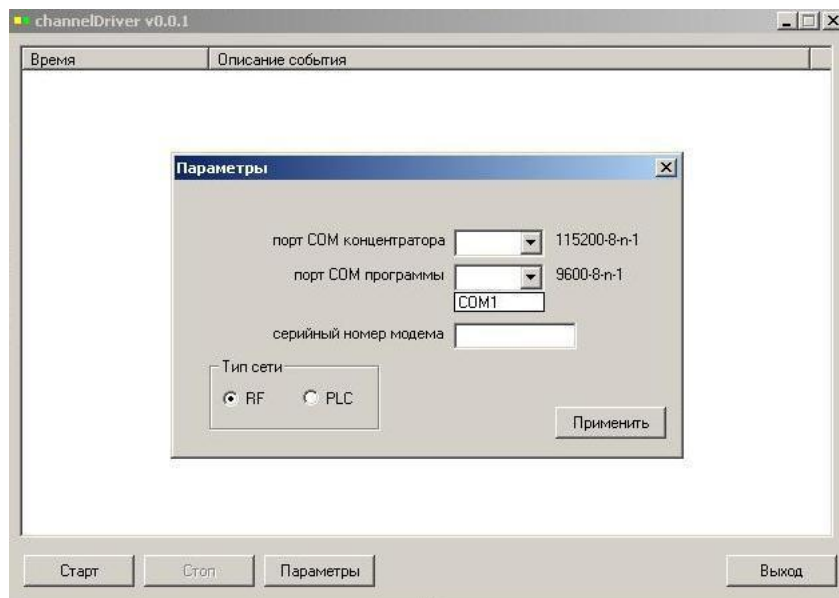 channelDriver v0.0.1
Время Описание события
Параметры
порт COM концентратора 115200-8-n-1
порт COM программы 9600-8-n-1
COM1
серийный номер модема
Тип сети
RF PLC
Применить
Старт Стоп Параметры Выход